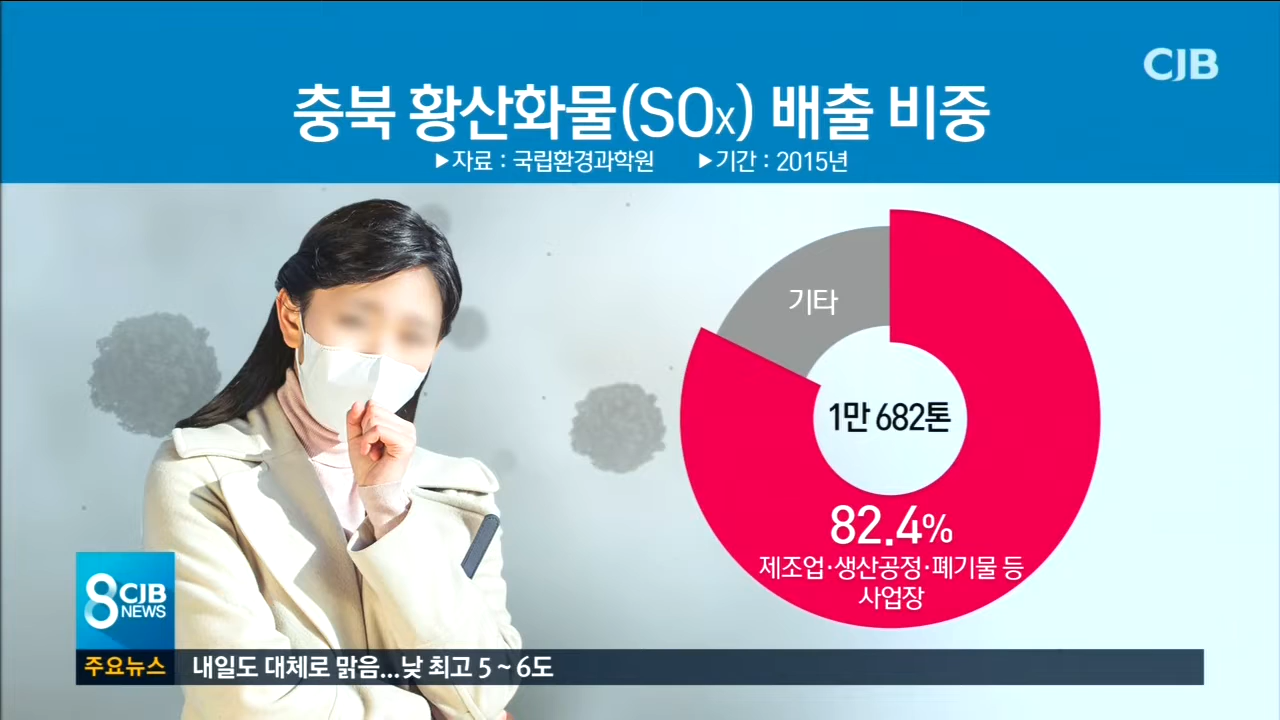 CJB
충북 황산화물(SOx) 배출 비중
▶자료 : 국립환경과학원 ▶기간 : 2015년
기타
1만 682톤
82.4%
제조업·생산공정·폐기물 등
사업장
8 CJB
NEWS
주요뉴스 내일도 대체로 맑음...낮 최고 5~6도